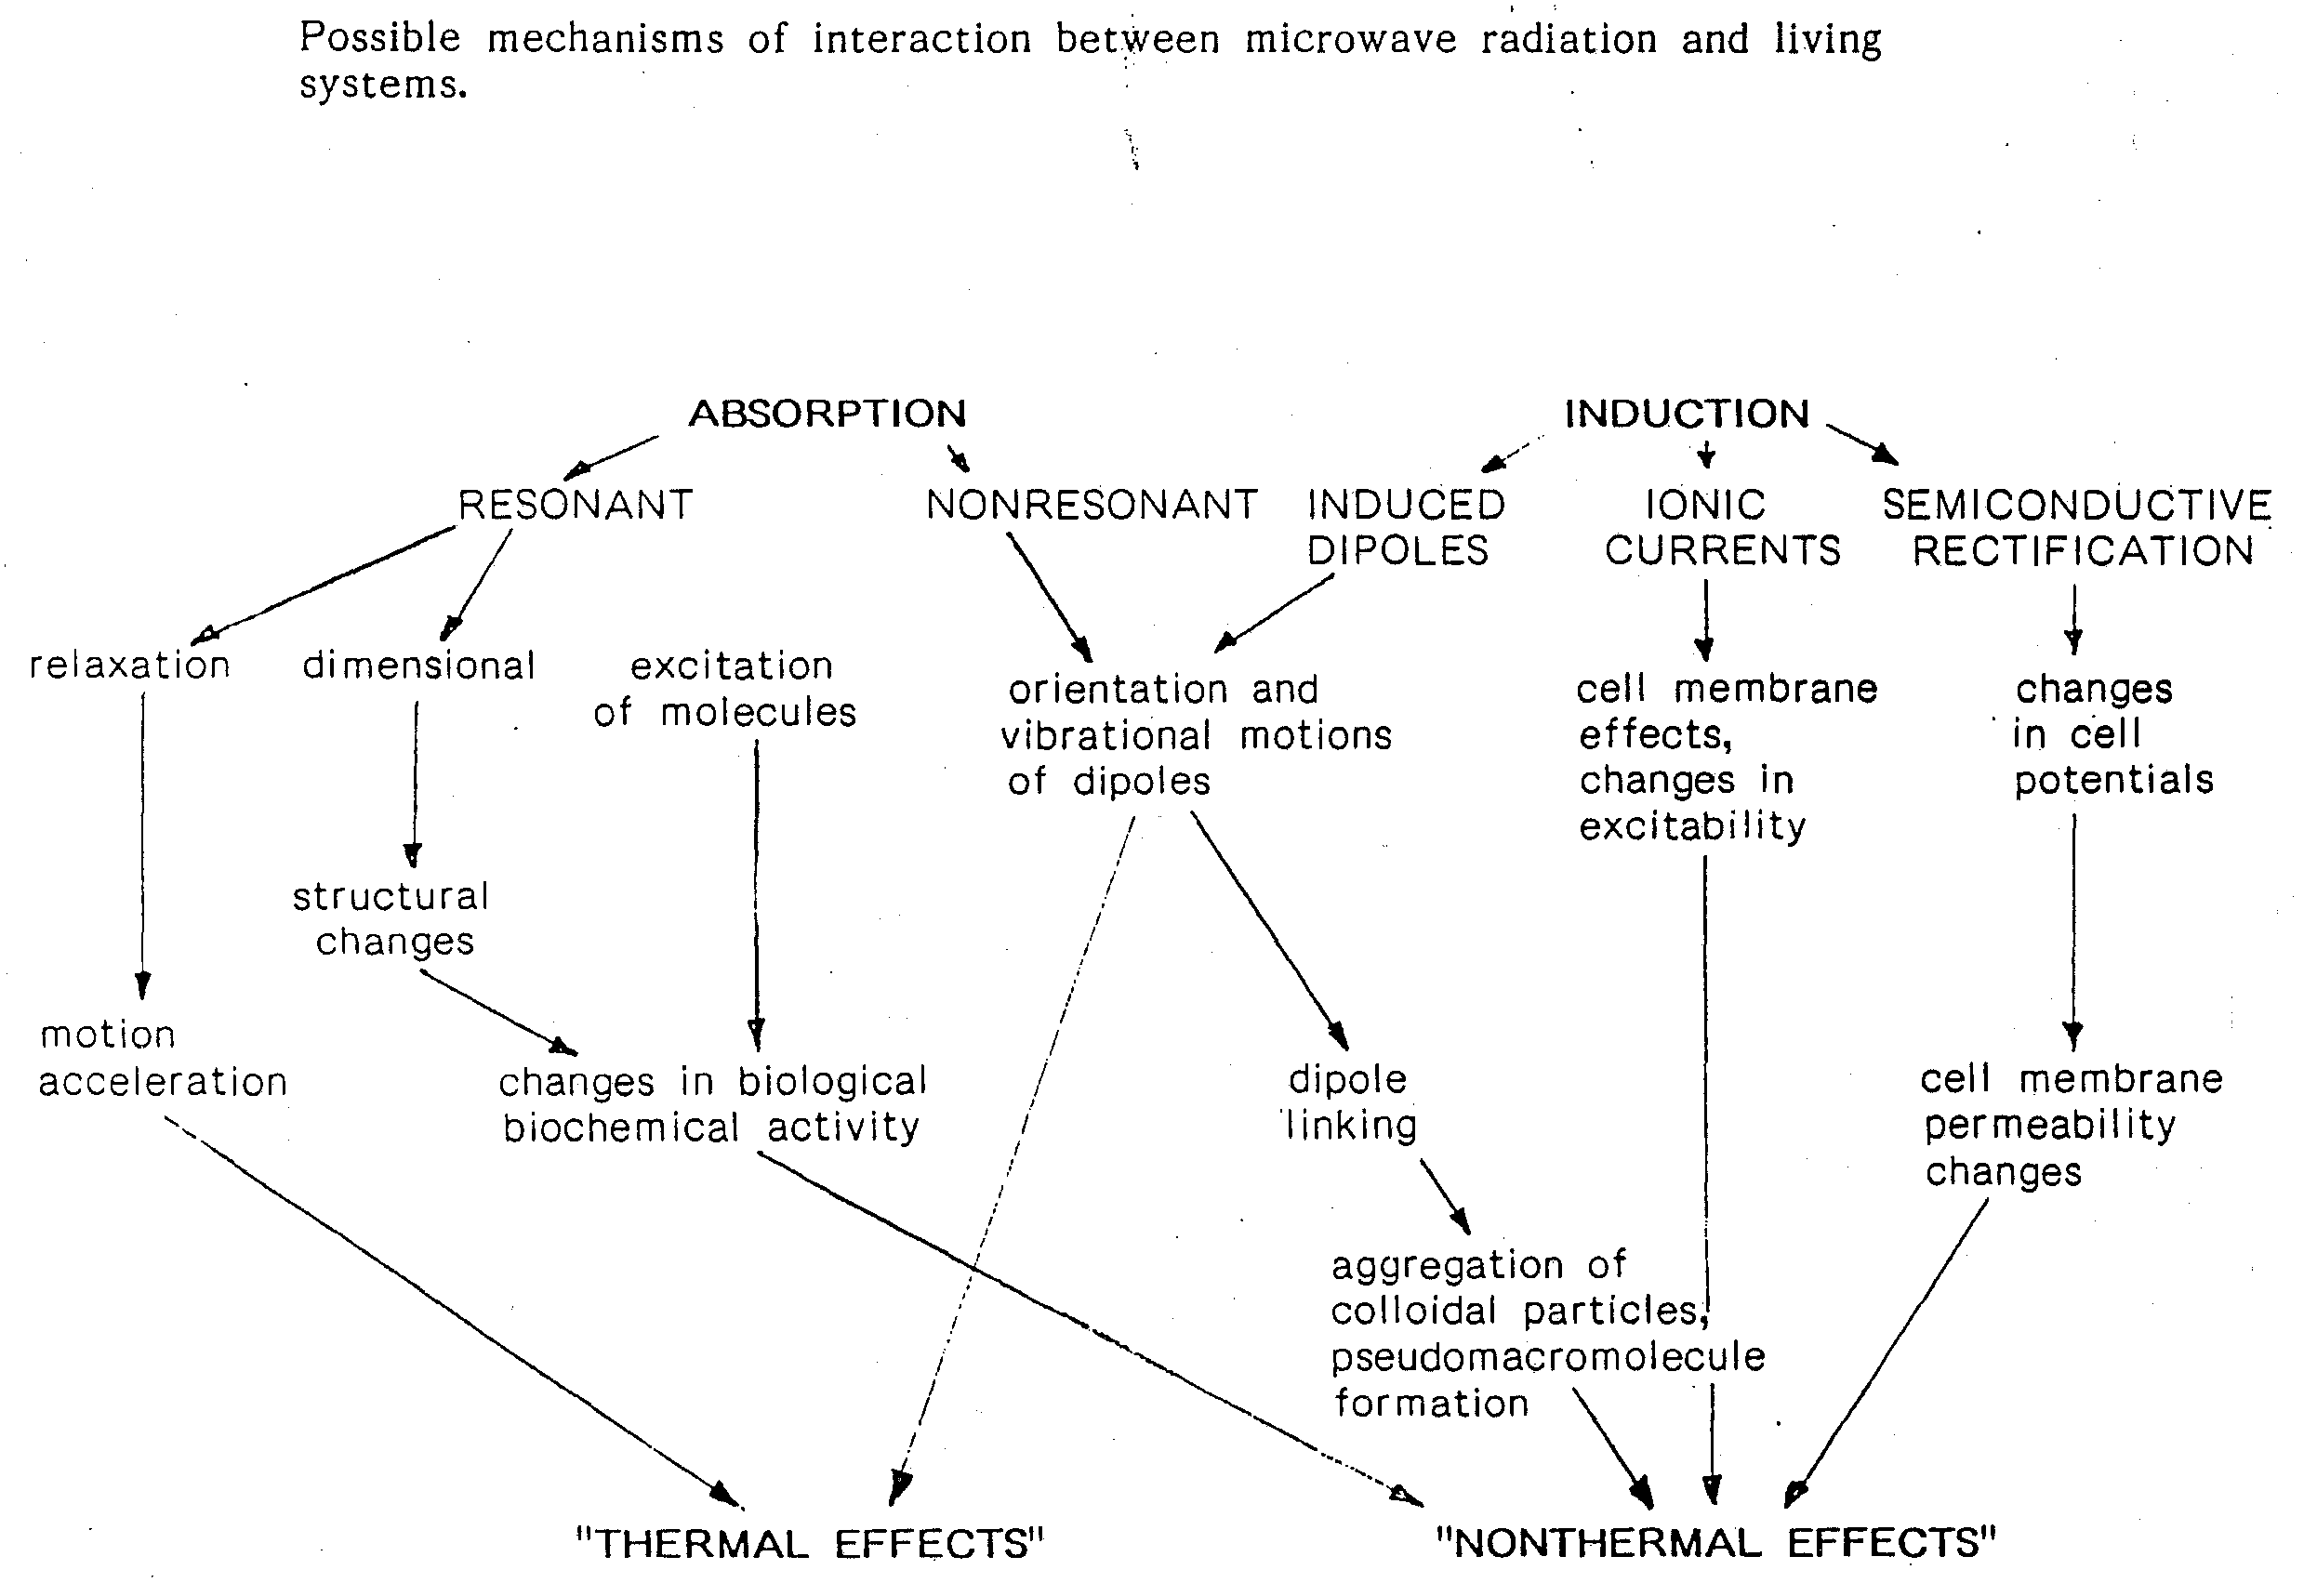 Possible mechanisms of interaction between microwave radiation and living
systems.
ABSORPTION
INDUCTION
RESONANT
NONRESONANT
INDUCED
DIPOLES
IONIC
CURRENTS
SEMICONDUCTIVE
RECTIFICATION
relaxation
dimensional
excitation
of molecules
orientation and
vibrational motions
of dipoles
cell membrane
effects,
changes in
excitability
changes
in cell
potentials
structural
changes
motion
acceleration
changes in biological
biochemical activity
dipole
linking
cell membrane
permeability
changes
aggregation of
colloidal particles,
pseudomacromolecule
formation
"THERMAL EFFECTS"
"NONTHERMAL EFFECTS"